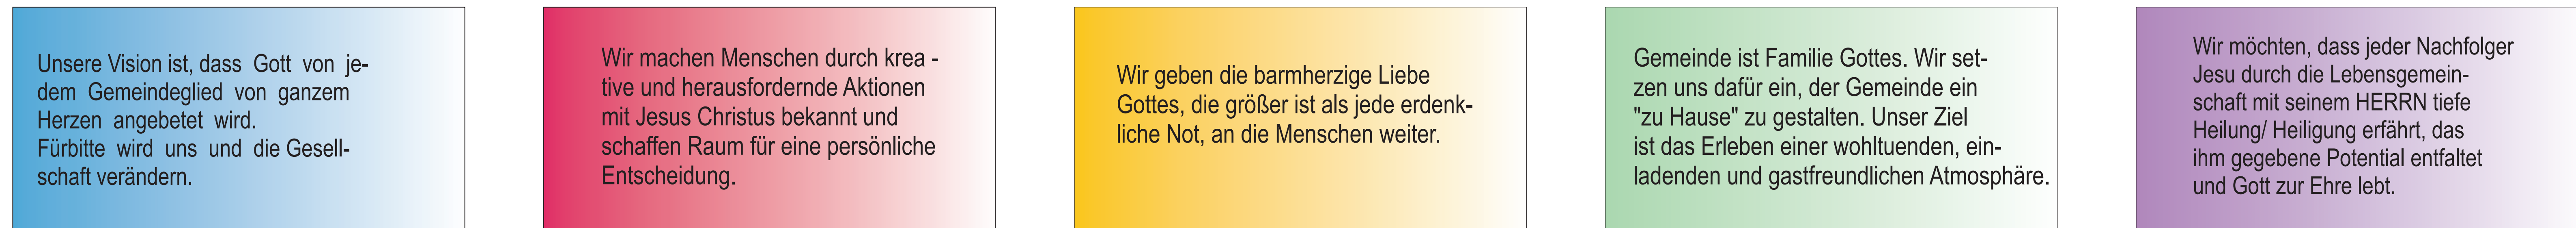 Unsere Vision ist, dass Gott von je-
dem Gemeindeglied von ganzem
Herzen angebetet wird.
Fürbitte wird uns und die Gesell-
schaft verändern.
Wir machen Menschen durch krea -
tive und herausfordernde Aktionen
mit Jesus Christus bekannt und
schaffen Raum für eine persönliche
Entscheidung.
Wir geben die barmherzige Liebe
Gottes, die größer ist als jede erdenk-
liche Not, an die Menschen weiter.
Gemeinde ist Familie Gottes. Wir set-
zen uns dafür ein, der Gemeinde ein
"zu Hause" zu gestalten. Unser Ziel
ist das Erleben einer wohltuenden, ein-
ladenden und gastfreundlichen Atmosphäre.
Wir möchten, dass jeder Nachfolger
Jesu durch die Lebensgemein-
schaft mit seinem HERRN tiefe
Heilung/ Heiligung erfährt, das
ihm gegebene Potential entfaltet
und Gott zur Ehre lebt.